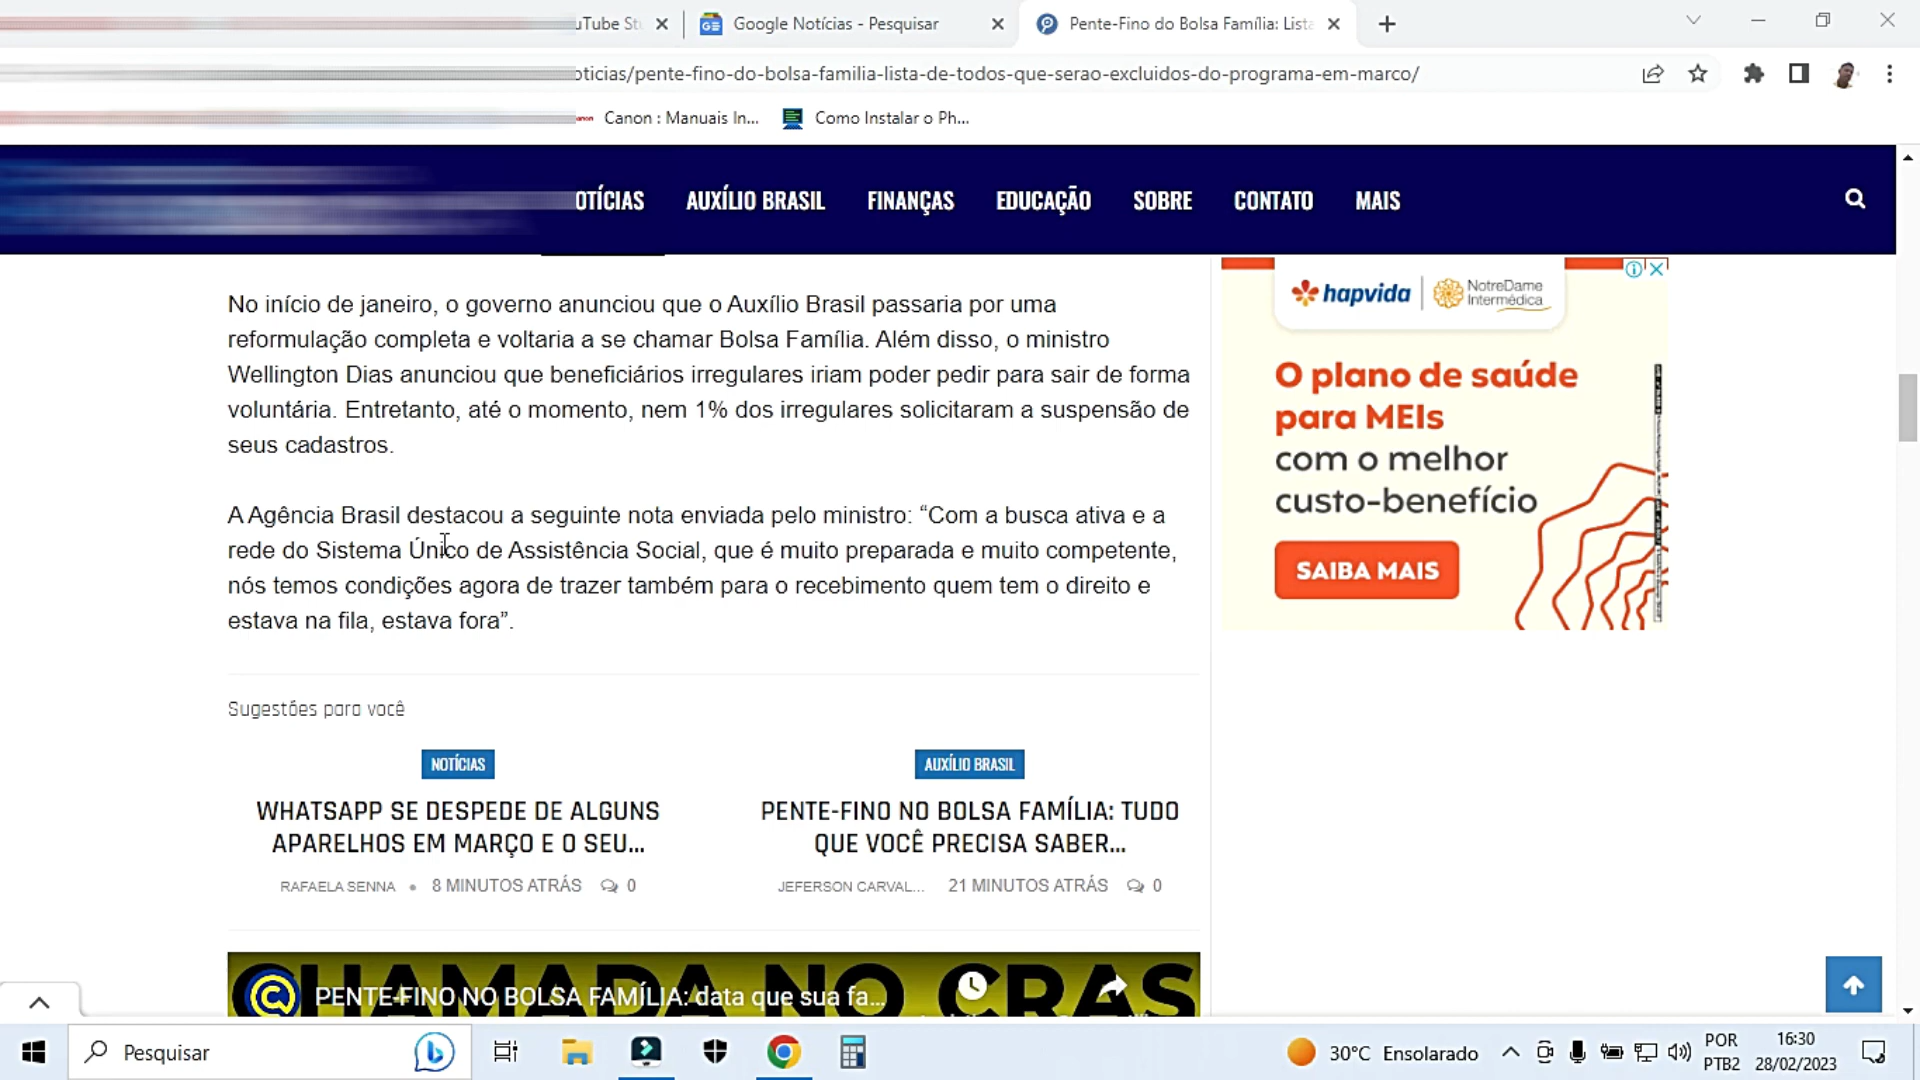 uTube St
Google Notícias - Pesquisar
Pente-Fino do Bolsa Família: Lista
oticias/pente-fino-do-bolsa-familia-lista-de-todos-que-serao-excluidos-do-programa-em-marco/
Canon : Manuais In...
Como Instalar o Ph...
OTÍCIAS
AUXÍLIO BRASIL
FINANÇAS
EDUCAÇÃO
SOBRE
CONTATO
MAIS
No início de janeiro, o governo anunciou que o Auxílio Brasil passaria por uma
reformulação completa e voltaria a se chamar Bolsa Família. Além disso, o ministro
Wellington Dias anunciou que beneficiários irregulares iriam poder pedir para sair de forma
voluntária. Entretanto, até o momento, nem 1% dos irregulares solicitaram a suspensão de
seus cadastros.
A Agência Brasil destacou a seguinte nota enviada pelo ministro: “Com a busca ativa e a
rede do Sistema Único de Assistência Social, que é muito preparada e muito competente,
nós temos condições agora de trazer também para o recebimento quem tem o direito e
estava na fila, estava fora”.
hapvida
NotreDame
Intermédica
O plano de saúde
para MEIs
com o melhor
custo-benefício
SAIBA MAIS
Sugestões para você
NOTÍCIAS
WHATSAPP SE DESPEDE DE ALGUNS
APARELHOS EM MARÇO E O SEU...
RAFAELA SENNA • 8 MINUTOS ATRÁS 0
AUXÍLIO BRASIL
PENTE-FINO NO BOLSA FAMÍLIA: TUDO
QUE VOCÊ PRECISA SABER...
JEFERSON CARVAL... 21 MINUTOS ATRÁS 0
CHAMADA NO CRAS
PENTE-FINO NO BOLSA FAMÍLIA: data que sua fa...
Pesquisar
30°C Ensolarado
POR
PTB2
16:30
28/02/2023